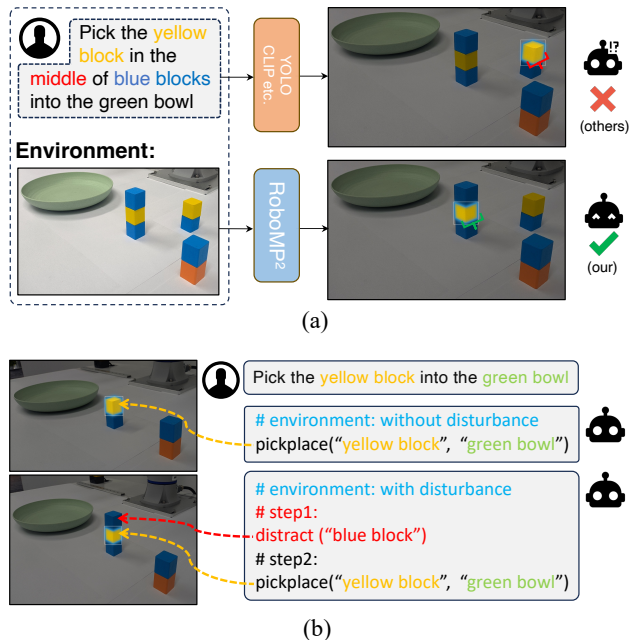 Pick the yellow
block in the
middle of blue blocks
into the green bowl
Environment:
YOLO
CLIP etc.
RoboMP²
!?
(others)
(our)
(a)
Pick the yellow block into the green bowl
# environment: without disturbance
pickplace(“yellow block”, “green bowl”)
# environment: with disturbance
# step1:
distract (“blue block”)
# step2:
pickplace(“yellow block”, “green bowl”)
(b)